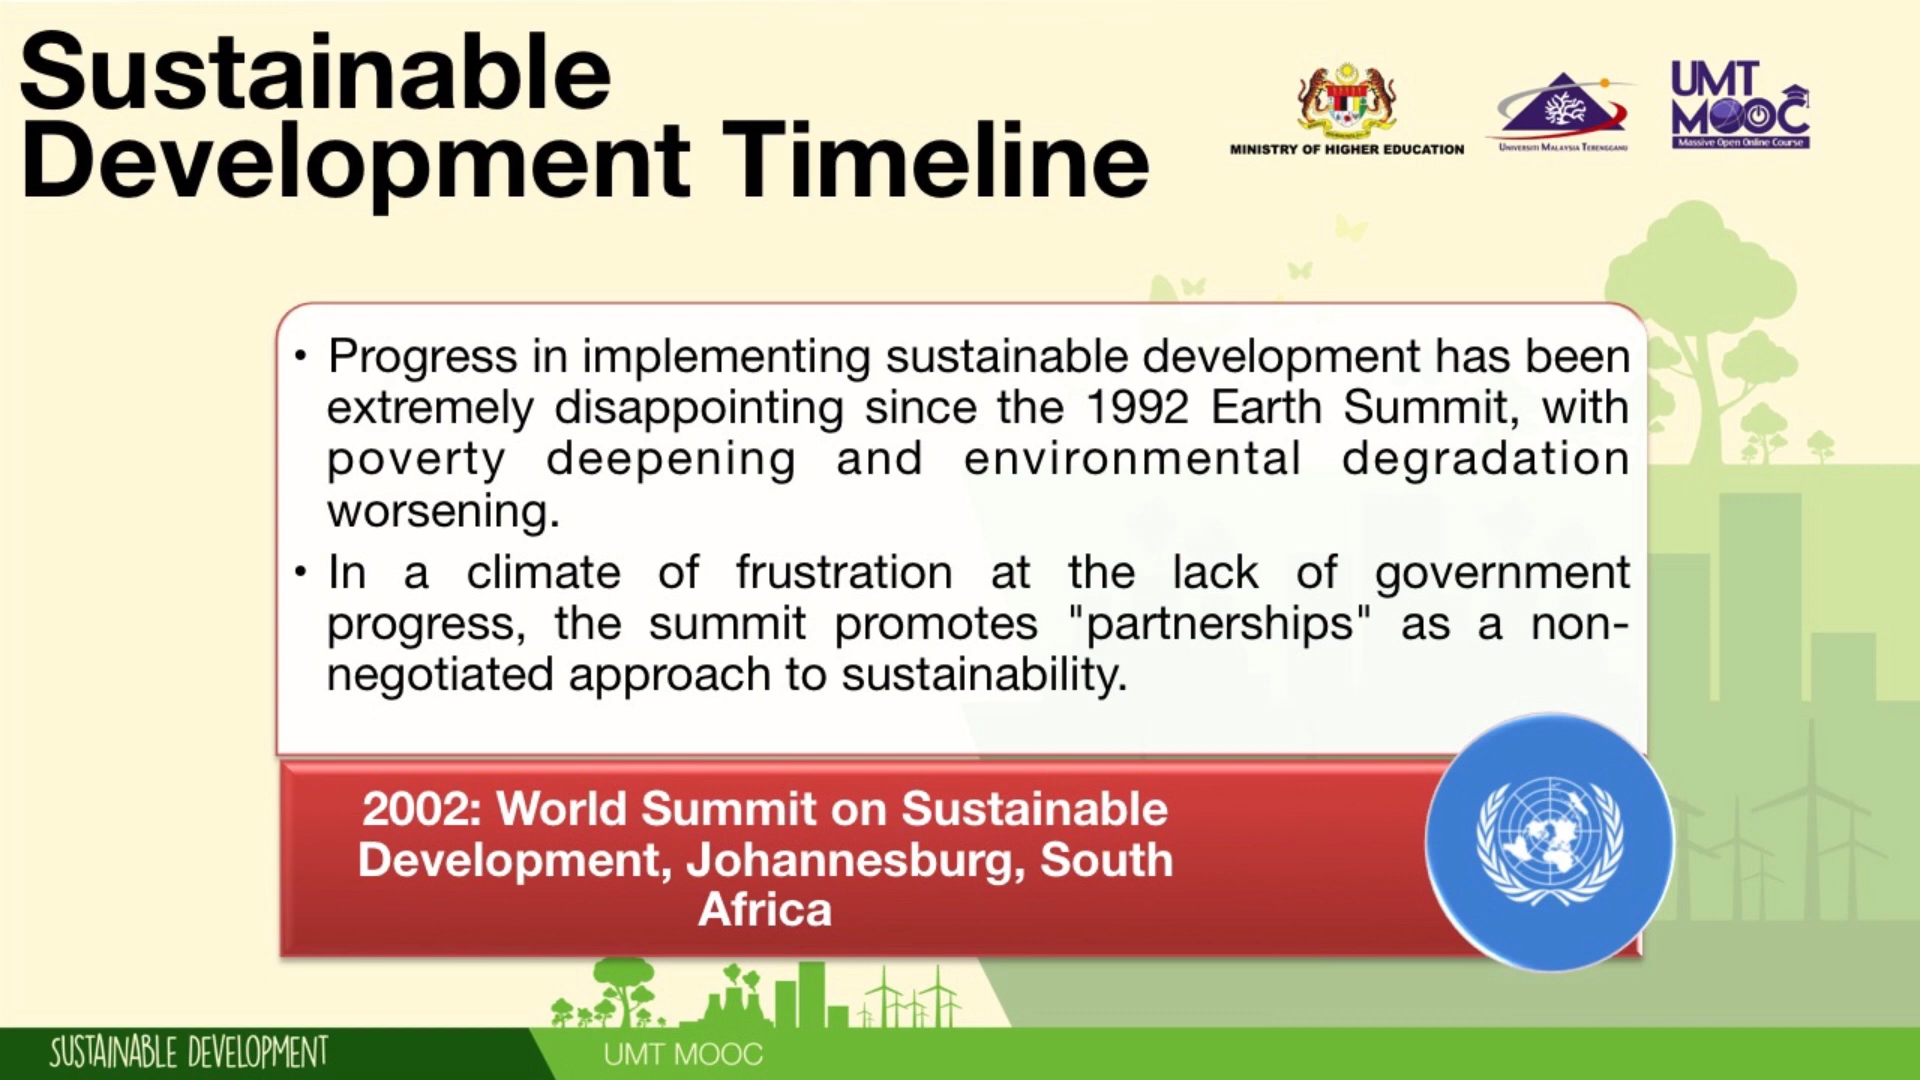 Sustainable
Development Timeline
MINISTRY OF HIGHER EDUCATION
UNIVERSITI MALAYSIA TERENGGANU
UMT
MOOC
Massive Open Online Course
• Progress in implementing sustainable development has been
extremely disappointing since the 1992 Earth Summit, with
poverty deepening and environmental degradation
worsening.
• In a climate of frustration at the lack of government
progress, the summit promotes "partnerships" as a non-
negotiated approach to sustainability.
2002: World Summit on Sustainable
Development, Johannesburg, South
Africa
SUSTAINABLE DEVELOPMENT
UMT MOOC